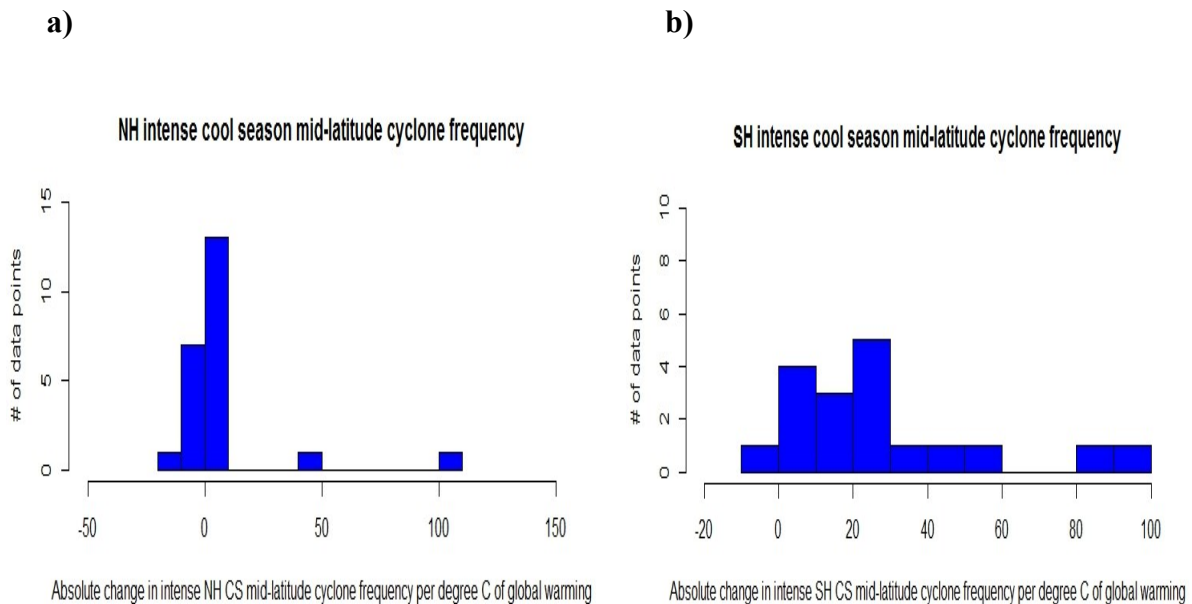 a)
NH intense cool season mid-latitude cyclone frequency
# of data points
15
10
5
0
-50 0 50 100 150
Absolute change in intense NH CS mid-latitude cyclone frequency per degree C of global warming
b)
SH intense cool season mid-latitude cyclone frequency
# of data points
10
8
6
4
2
0
-20 0 20 40 60 80 100
Absolute change in intense SH CS mid-latitude cyclone frequency per degree C of global warming